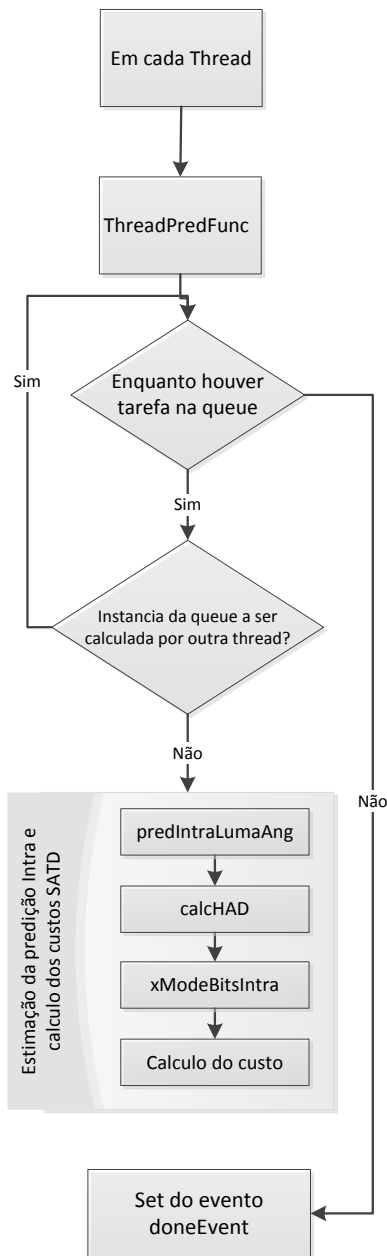 Em cada Thread
ThreadPredFunc
Sim
Enquanto houver
tarefa na queue
Sim
Instancia da queue a ser
calculada por outra thread?
Não
Não
Estimação da predição Intra e
calculo dos custos SATD
predIntraLumaAng
calcHAD
xModeBitsIntra
Calculo do custo
Set do evento
doneEvent